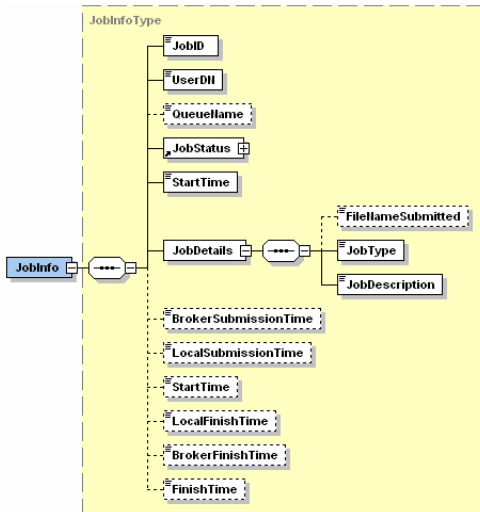 JobInfoType
JobID
UserDN
QueueName
JobStatus
StartTime
FileNameSubmitted
JobDetails
JobType
JobInfo
JobDescription
BrokerSubmissionTime
LocalSubmissionTime
StartTime
LocalFinishTime
BrokerFinishTime
FinishTime